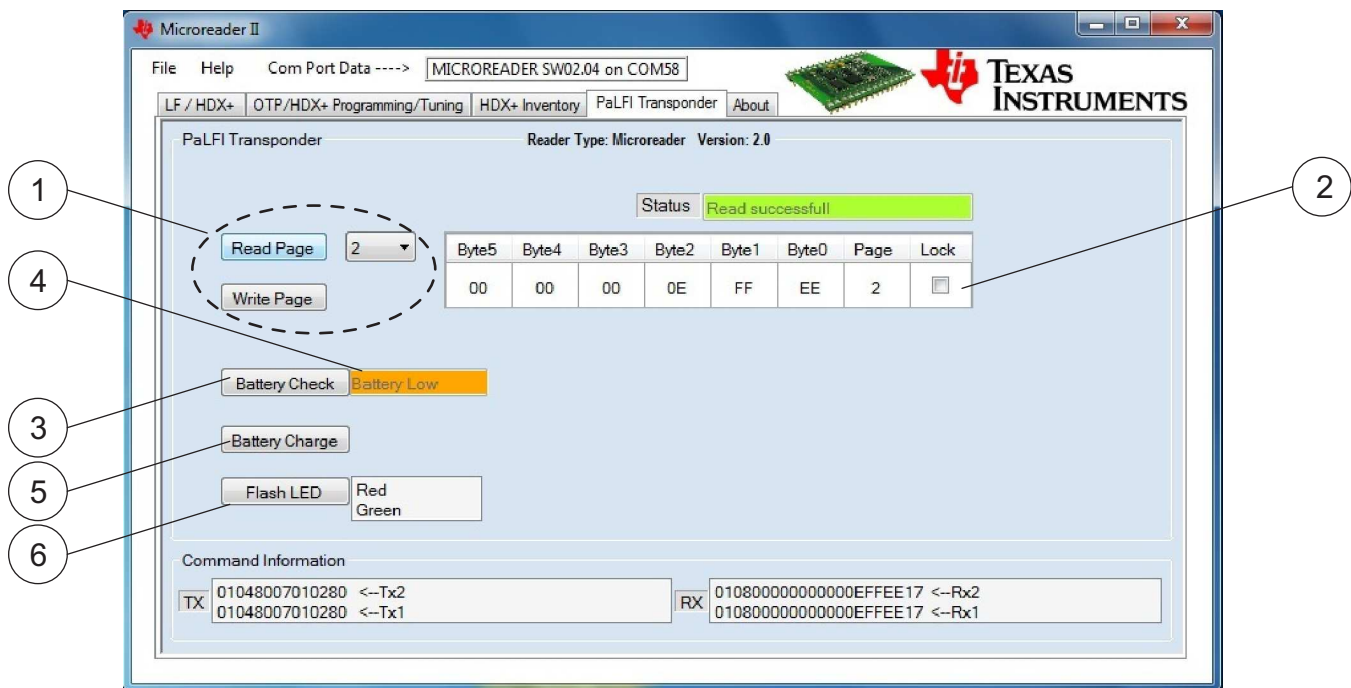 Microreader II
File Help Com Port Data ----> MICROREADER SW02.04 on COM58
TEXAS
INSTRUMENTS
LF / HDX+ OTP/HDX+ Programming/Tuning HDX+ Inventory PaLFI Transponder About
PaLFI Transponder Reader Type: Microreader Version: 2.0
1
2
Status Read successfull
Read Page 2 Byte5 Byte4 Byte3 Byte2 Byte1 Byte0 Page Lock
4
Write Page 00 00 00 0E FF EE 2
Battery Check Battery Low
3
Battery Charge
5
Flash LED Red
Green
6
Command Information
TX 01048007010280 <--Tx2 RX 010800000000000EFFEE17 <--Rx2
01048007010280 <--Tx1 010800000000000EFFEE17 <--Rx1